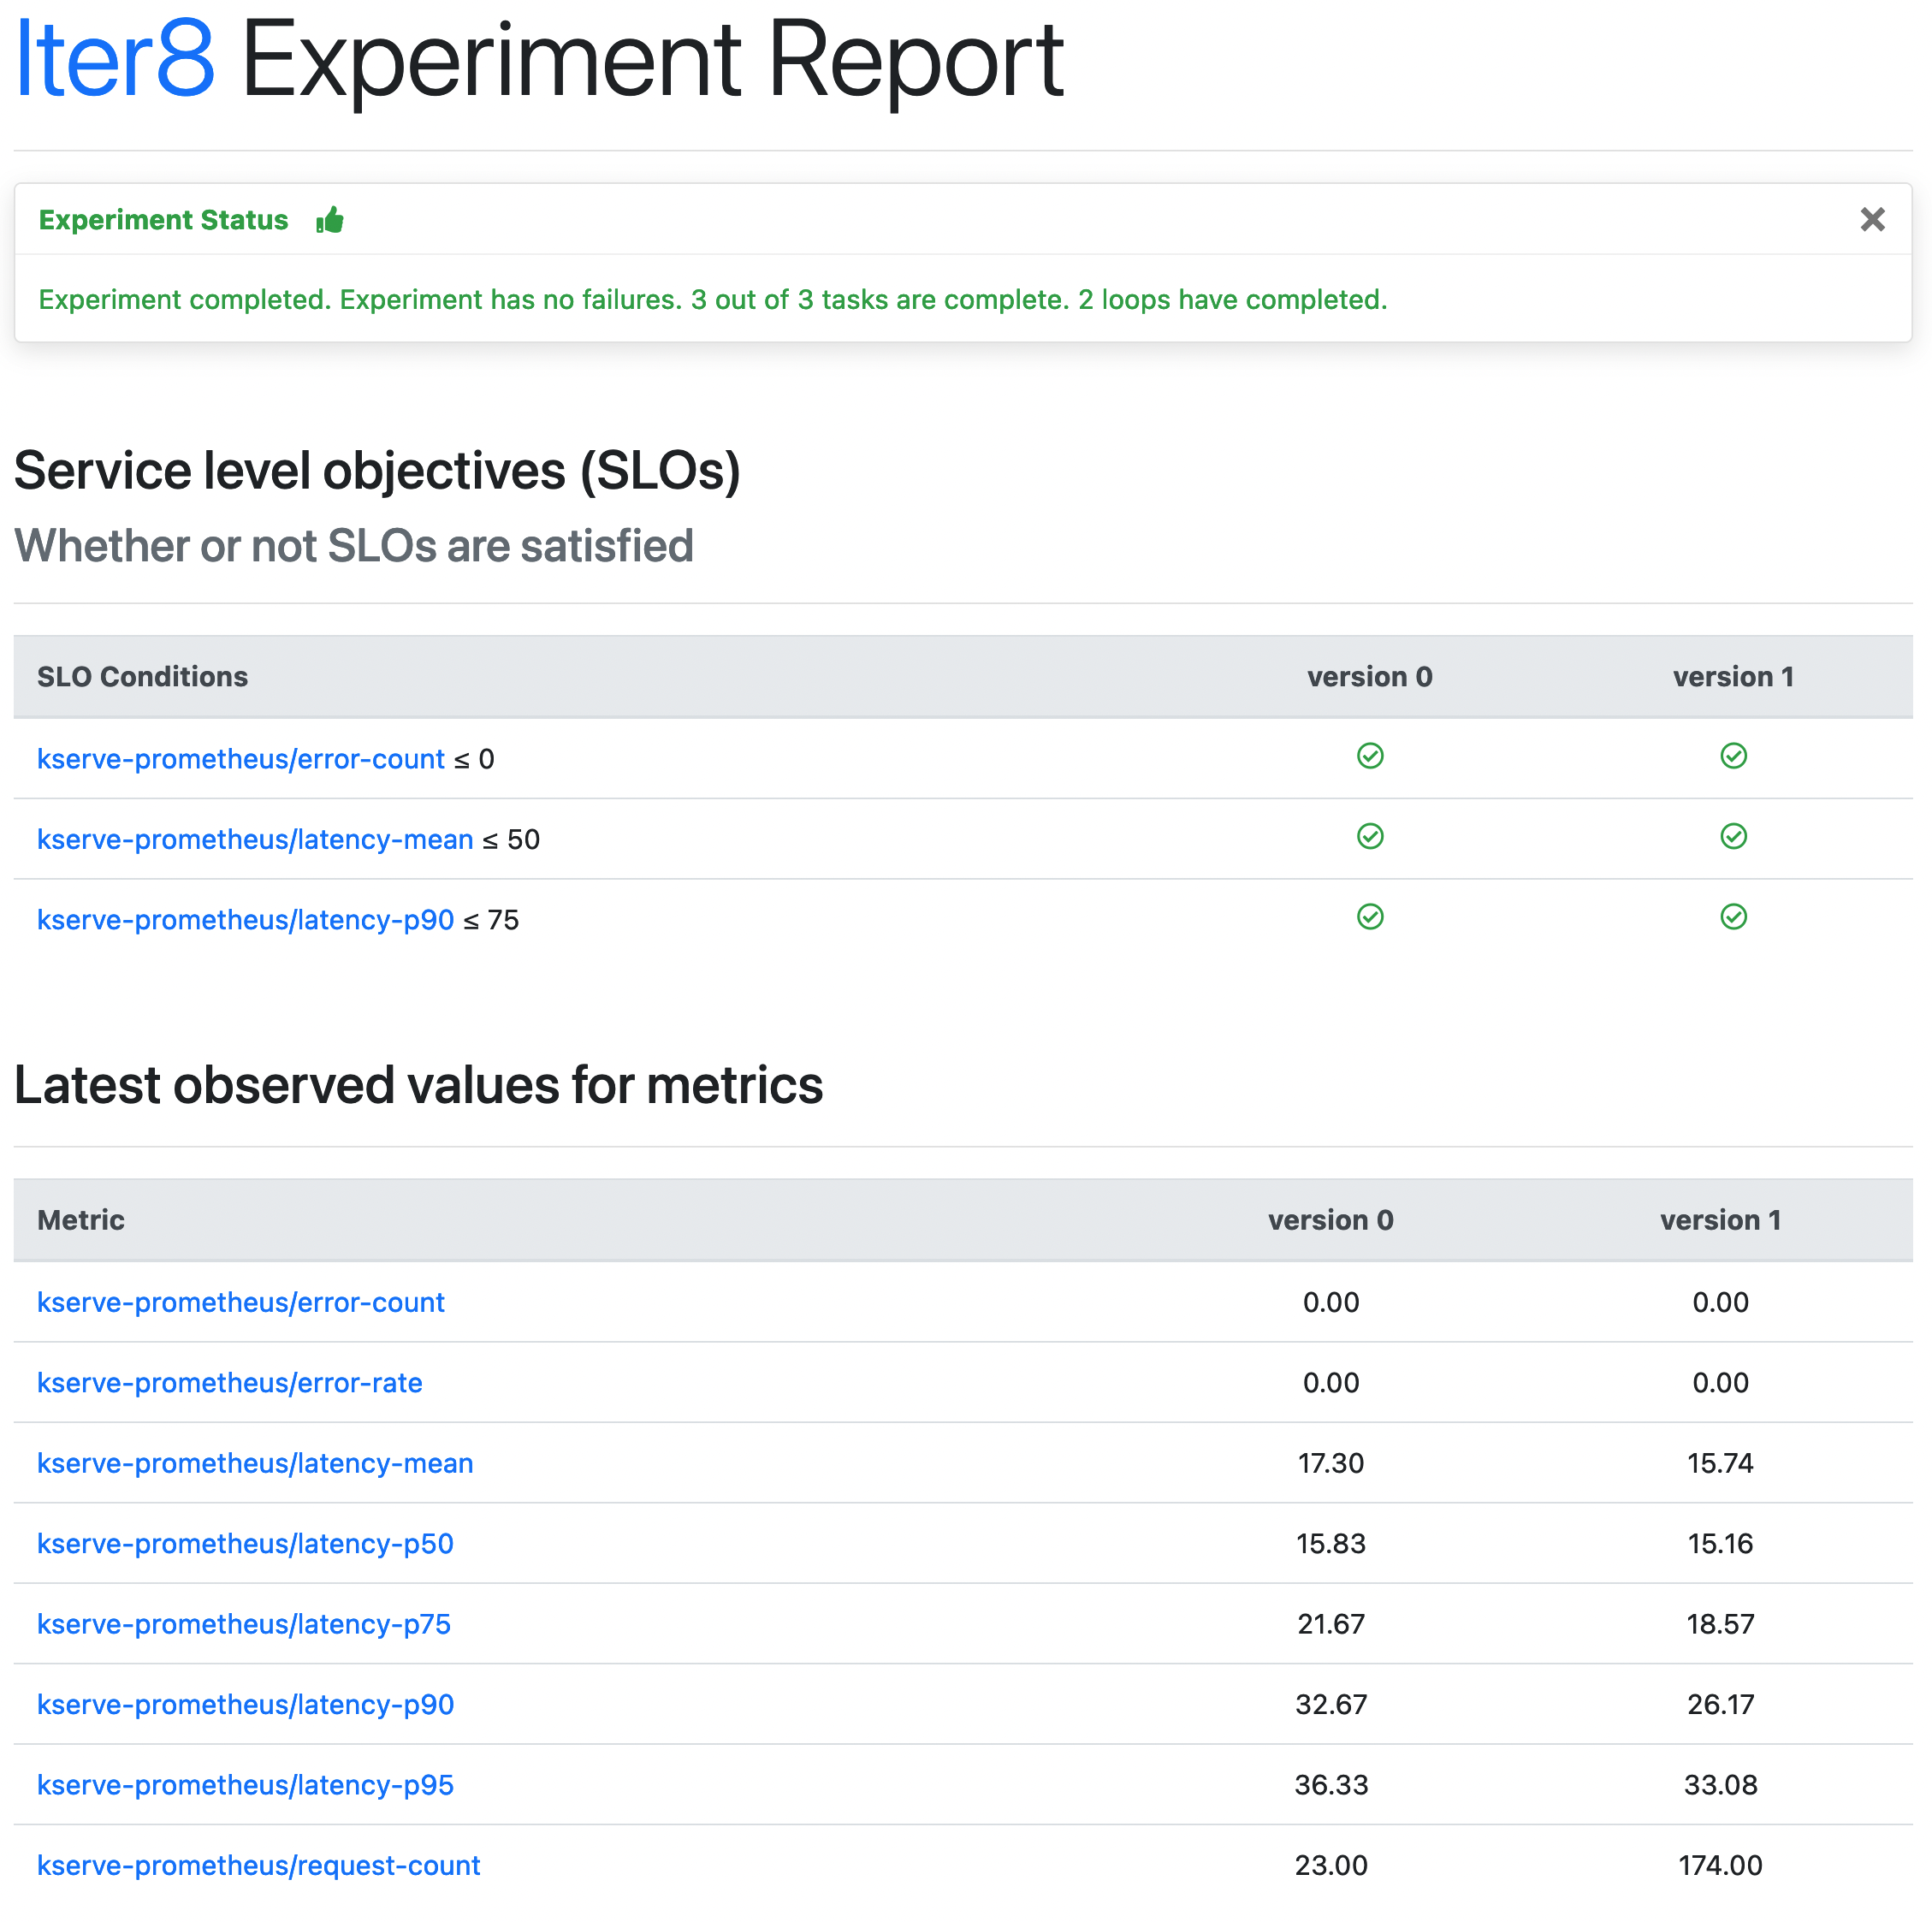 Iter8 Experiment Report
Experiment Status
Experiment completed. Experiment has no failures. 3 out of 3 tasks are complete. 2 loops have completed.
Service level objectives (SLOs)
Whether or not SLOs are satisfied
SLO Conditions version 0 version 1
kserve-prometheus/error-count ≤ 0
kserve-prometheus/latency-mean ≤ 50
kserve-prometheus/latency-p90 ≤ 75
Latest observed values for metrics
Metric version 0 version 1
kserve-prometheus/error-count 0.00 0.00
kserve-prometheus/error-rate 0.00 0.00
kserve-prometheus/latency-mean 17.30 15.74
kserve-prometheus/latency-p50 15.83 15.16
kserve-prometheus/latency-p75 21.67 18.57
kserve-prometheus/latency-p90 32.67 26.17
kserve-prometheus/latency-p95 36.33 33.08
kserve-prometheus/request-count 23.00 174.00